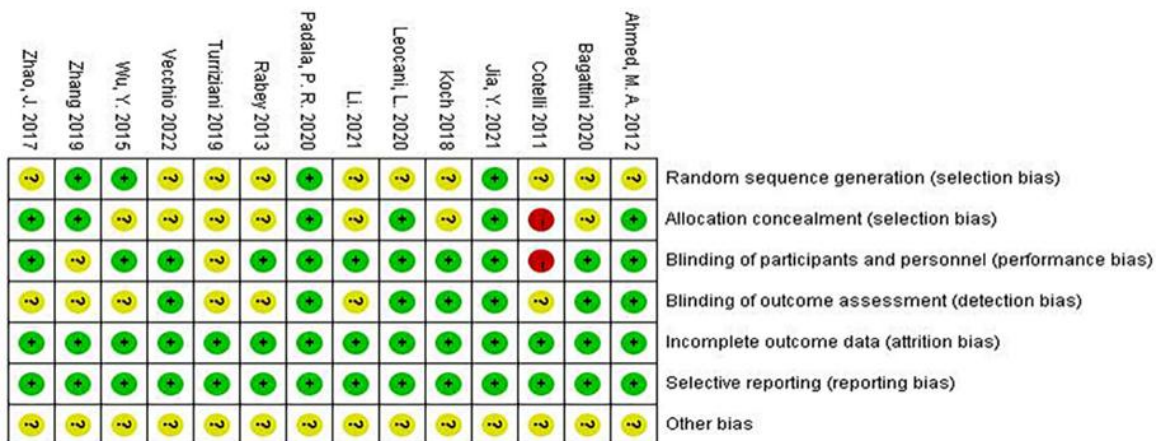 Zhao, J. 2017
Zhang 2019
Wu, Y. 2015
Vecchio 2022
Turriziani 2019
Rabey 2013
Padala, P. R. 2020
Li. 2021
Leocani, L. 2020
Koch 2018
Jia, Y. 2021
Cotelli 2011
Bagattini 2020
Ahmed, M. A. 2012
? + + ? ? ? + ? ? ? + ? ? ? Random sequence generation (selection bias)
+ + ? ? ? ? + ? + ? + - ? + Allocation concealment (selection bias)
+ ? + + ? + + + + + + - + + Blinding of participants and personnel (performance bias)
? ? ? + ? ? + ? + + + ? + + Blinding of outcome assessment (detection bias)
+ + + + + + + + + + + + + + Incomplete outcome data (attrition bias)
+ + + + + + + + + + + + + + Selective reporting (reporting bias)
? ? ? ? ? ? ? ? ? ? ? ? ? ? Other bias